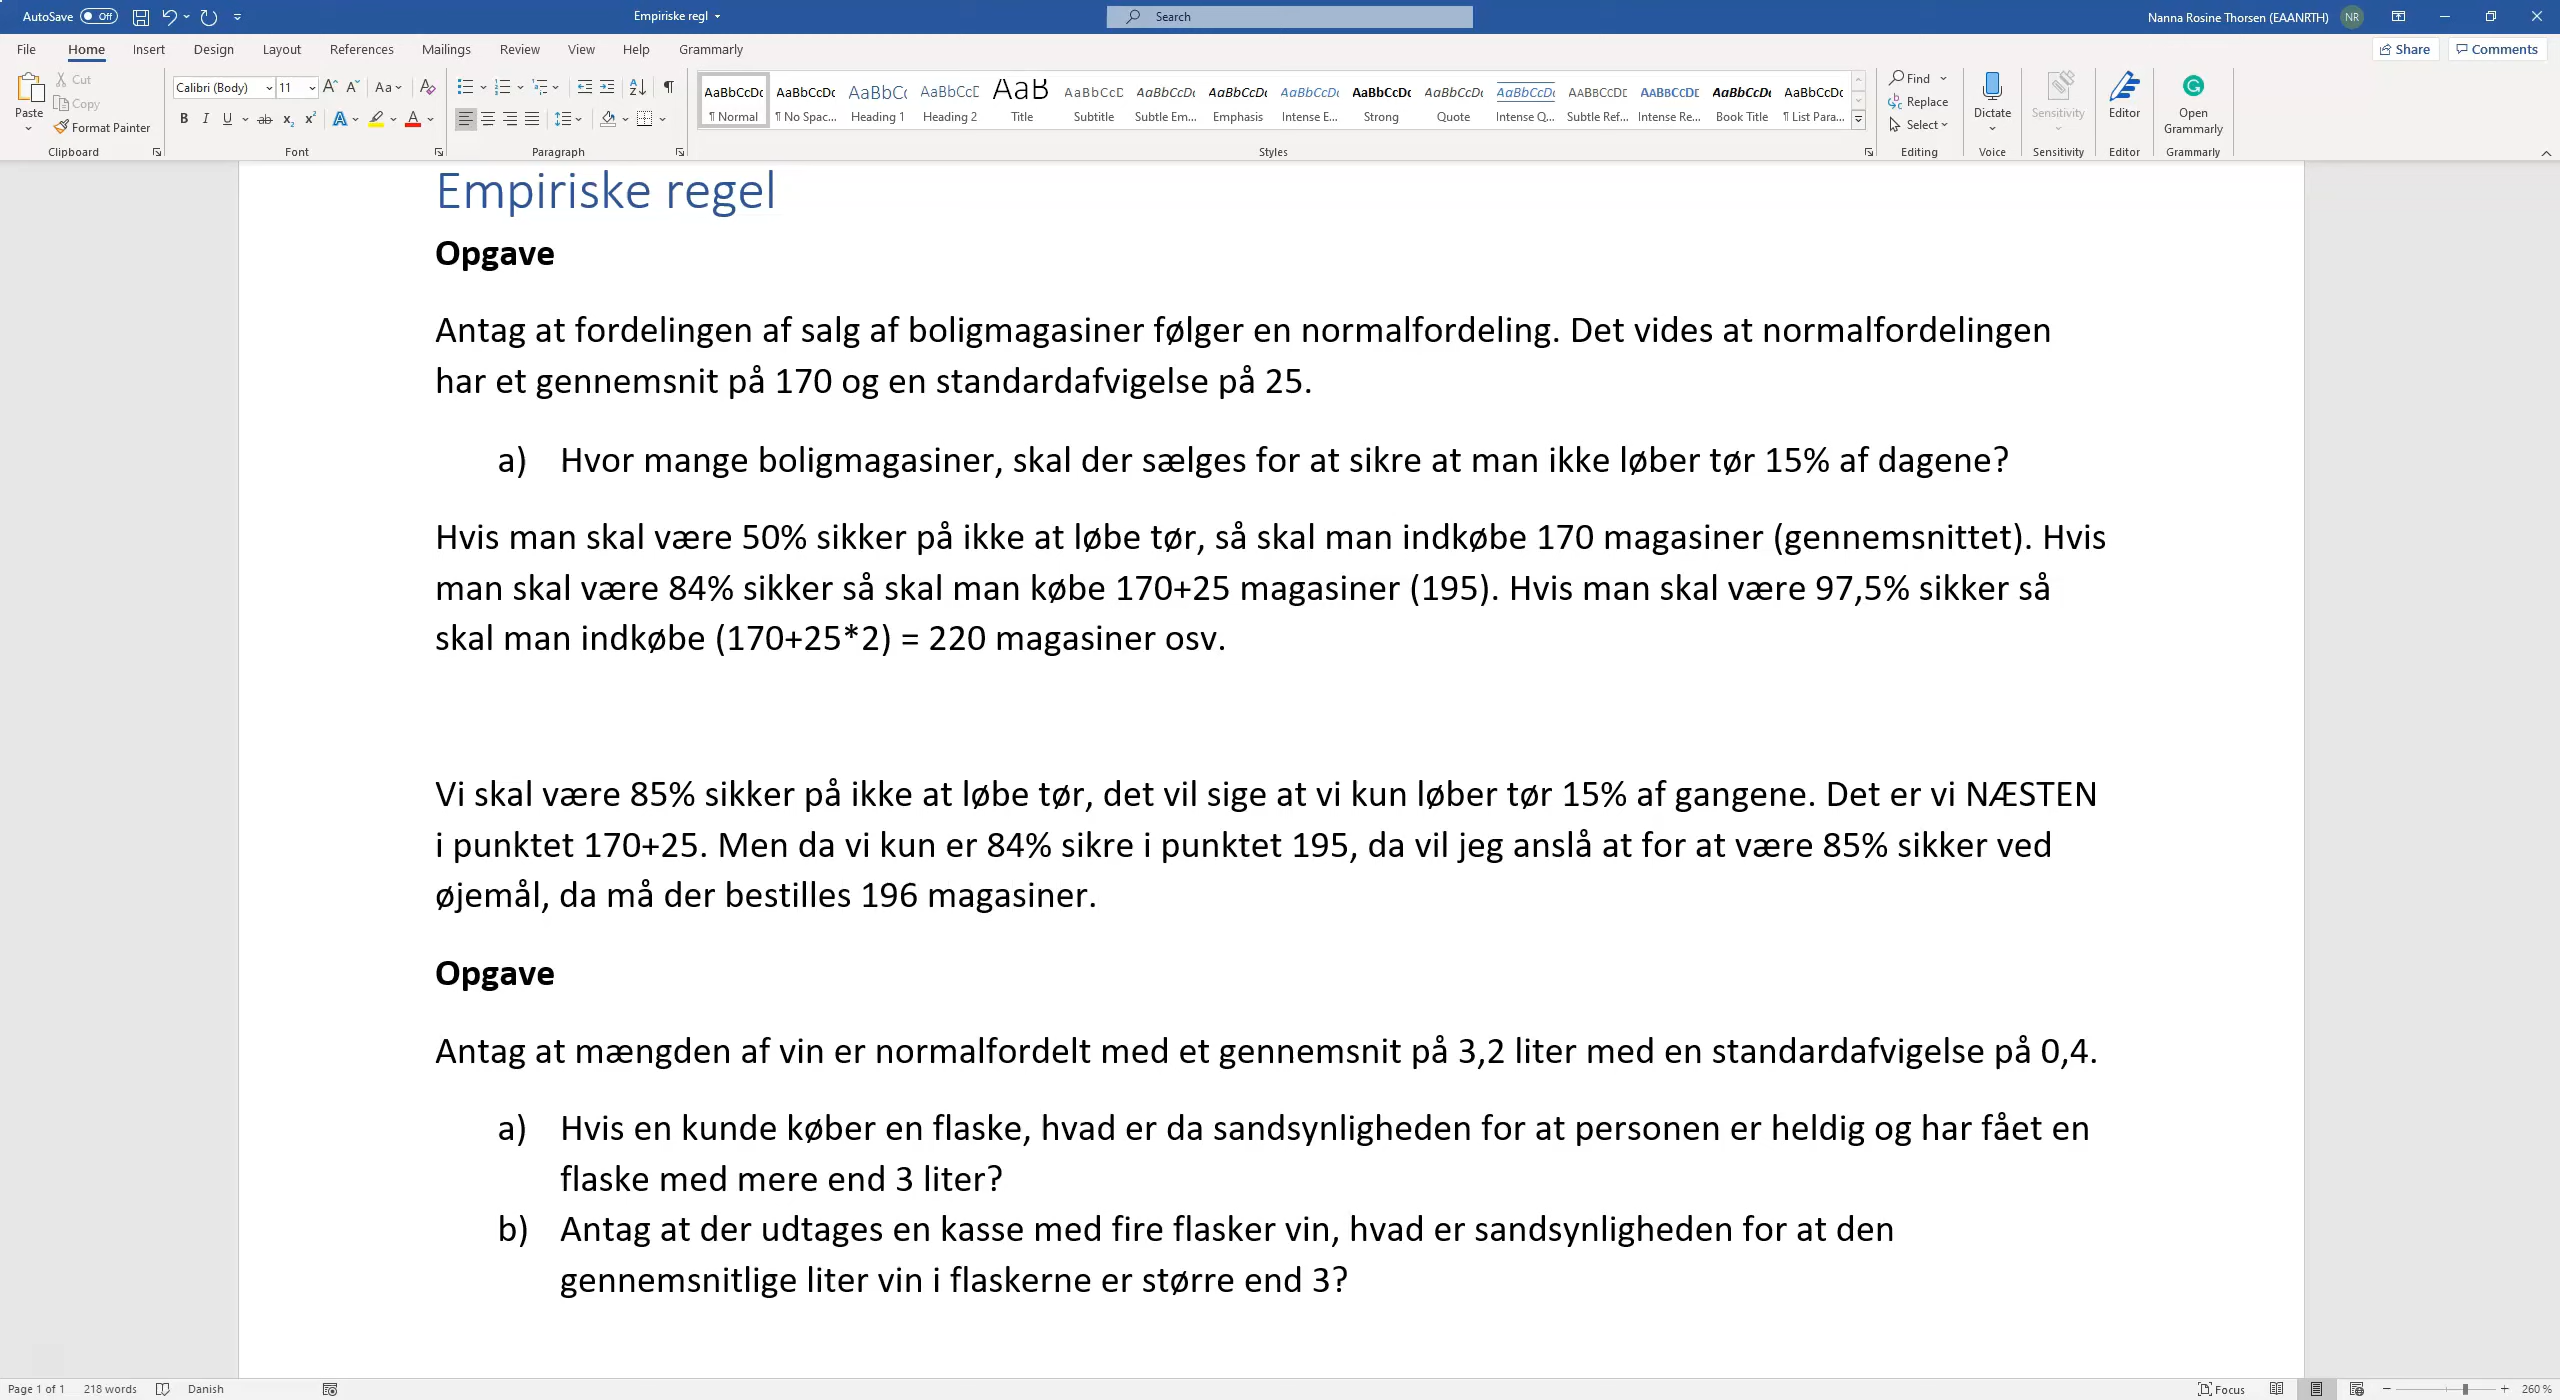 AutoSave Off Empiriske regl Search Nanna Rosine Thorsen (EAANRTH) NR
File Home Insert Design Layout References Mailings Review View Help Grammarly Share Comments
Paste Cut Copy Format Painter Clipboard
Calibri (Body) 11 Font
Paragraph
AaBbCcDc AaBbCcDc AaBbCc AaBbCcD AaB AaBbCcD AaBbCcDc AaBbCcDc AaBbCcDc AaBbCcDc AaBbCcDc AaBbCcDc AaBbCcDc AaBbCcDc AaBbCcDc AaBbCcDc
¶ Normal ¶ No Spac... Heading 1 Heading 2 Title Subtitle Subtle Em... Emphasis Intense E... Strong Quote Intense Q... Subtle Ref... Intense Re... Book Title ¶ List Para...
Styles
Find Replace Select Editing
Dictate Voice
Sensitivity Sensitivity
Editor Editor
Open Grammarly Grammarly
Empiriske regel
Opgave
Antag at fordelingen af salg af boligmagasiner følger en normalfordeling. Det vides at normalfordelingen
har et gennemsnit på 170 og en standardafvigelse på 25.
a) Hvor mange boligmagasiner, skal der sælges for at sikre at man ikke løber tør 15% af dagene?
Hvis man skal være 50% sikker på ikke at løbe tør, så skal man indkøbe 170 magasiner (gennemsnittet). Hvis
man skal være 84% sikker så skal man købe 170+25 magasiner (195). Hvis man skal være 97,5% sikker så
skal man indkøbe (170+25*2) = 220 magasiner osv.
Vi skal være 85% sikker på ikke at løbe tør, det vil sige at vi kun løber tør 15% af gangene. Det er vi NÆSTEN
i punktet 170+25. Men da vi kun er 84% sikre i punktet 195, da vil jeg anslå at for at være 85% sikker ved
øjemål, da må der bestilles 196 magasiner.
Opgave
Antag at mængden af vin er normalfordelt med et gennemsnit på 3,2 liter med en standardafvigelse på 0,4.
a) Hvis en kunde køber en flaske, hvad er da sandsynligheden for at personen er heldig og har fået en
flaske med mere end 3 liter?
b) Antag at der udtages en kasse med fire flasker vin, hvad er sandsynligheden for at den
gennemsnitlige liter vin i flaskerne er større end 3?
Page 1 of 1 218 words Danish Focus 260 %